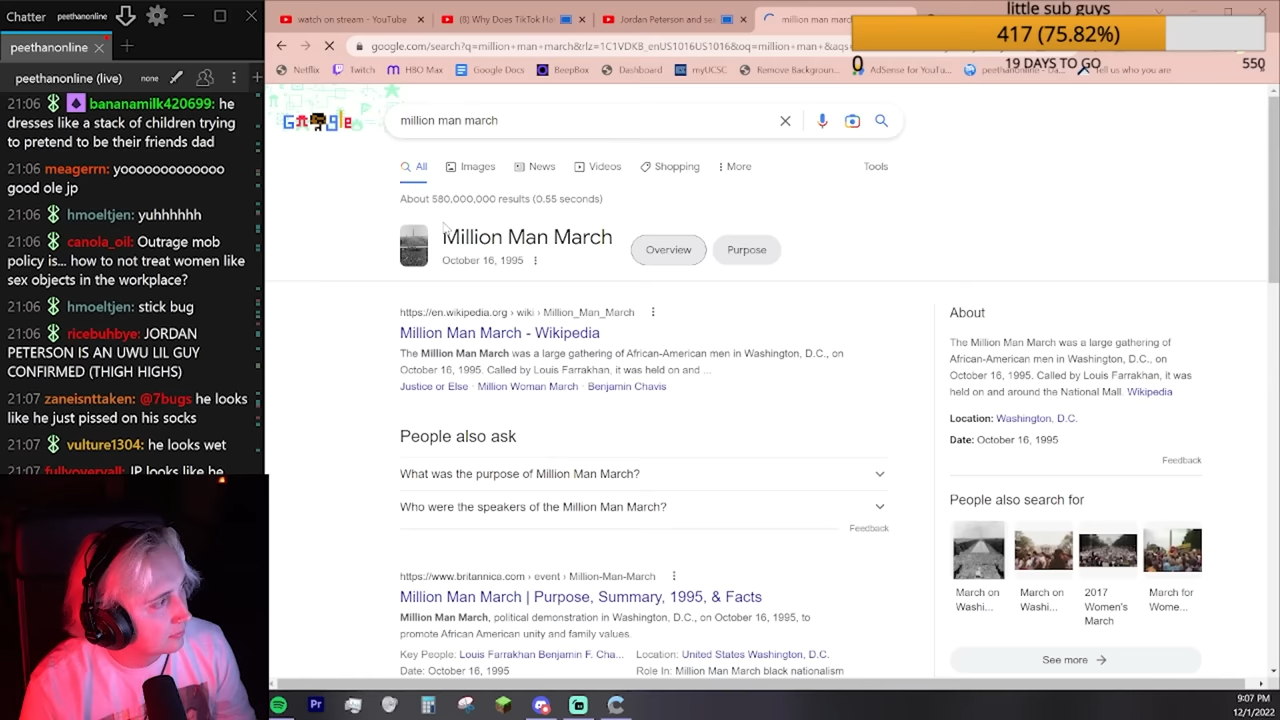 Chatter
peethanonline
peethanonline (live)
none
21:06 bananamilk420699: he
dresses like a stack of children trying
to pretend to be their friends dad
21:06 meagerrn: yooooooooooooo
good ole jp
21:06 hmoeltjen: yuhhhhhh
21:06 canola_oil: Outrage mob
policy is... how to not treat women like
sex objects in the workplace?
21:06 hmoeltjen: stick bug
21:06 ricebuhbye: JORDAN
PETERSON IS AN UWU LIL GUY
CONFIRMED (THIGH HIGHS)
21:07 zaneisnttaken: @7bugs he looks
like he just pissed on his socks
21:07 vulture1304: he looks wet
21:07 fullyoveryall: JP looks like he
watch on stream - YouTube
(8) Why Does TikTok Ha
Jordan Peterson and se
million man marc
little sub guys
417 (75.82%)
0
19 DAYS TO GO
550
google.com/search?q=million+man+march&rlz=1C1VDKB_enUS1016US1016&oq=million+man+&aqs
Netflix
Twitch
HBO Max
Google Docs
BeepBox
Dashboard
myUCSC
Remove Backgroun...
AdSense for YouTu...
peethanonline - Da...
Tell us who you are
Google
million man march
All
Images
News
Videos
Shopping
More
Tools
About 580,000,000 results (0.55 seconds)
Million Man March
October 16, 1995
Overview
Purpose
https://en.wikipedia.org › wiki › Million_Man_March
Million Man March - Wikipedia
The Million Man March was a large gathering of African-American men in Washington, D.C., on
October 16, 1995. Called by Louis Farrakhan, it was held on and ...
Justice or Else · Million Woman March · Benjamin Chavis
People also ask
What was the purpose of Million Man March?
Who were the speakers of the Million Man March?
Feedback
https://www.britannica.com › event › Million-Man-March
Million Man March | Purpose, Summary, 1995, & Facts
Million Man March, political demonstration in Washington, D.C., on October 16, 1995, to
promote African American unity and family values.
Key People: Louis Farrakhan Benjamin F. Cha... Location: United States Washington, D.C.
Date: October 16, 1995 Role In: Million Man March black nationalism
About
The Million Man March was a large gathering of
African-American men in Washington, D.C., on
October 16, 1995. Called by Louis Farrakhan, it was
held on and around the National Mall. Wikipedia
Location: Washington, D.C.
Date: October 16, 1995
Feedback
People also search for
March on
Washi...
March on
Washi...
2017
Women's
March
March for
Wome...
See more
9:07 PM
12/1/2022